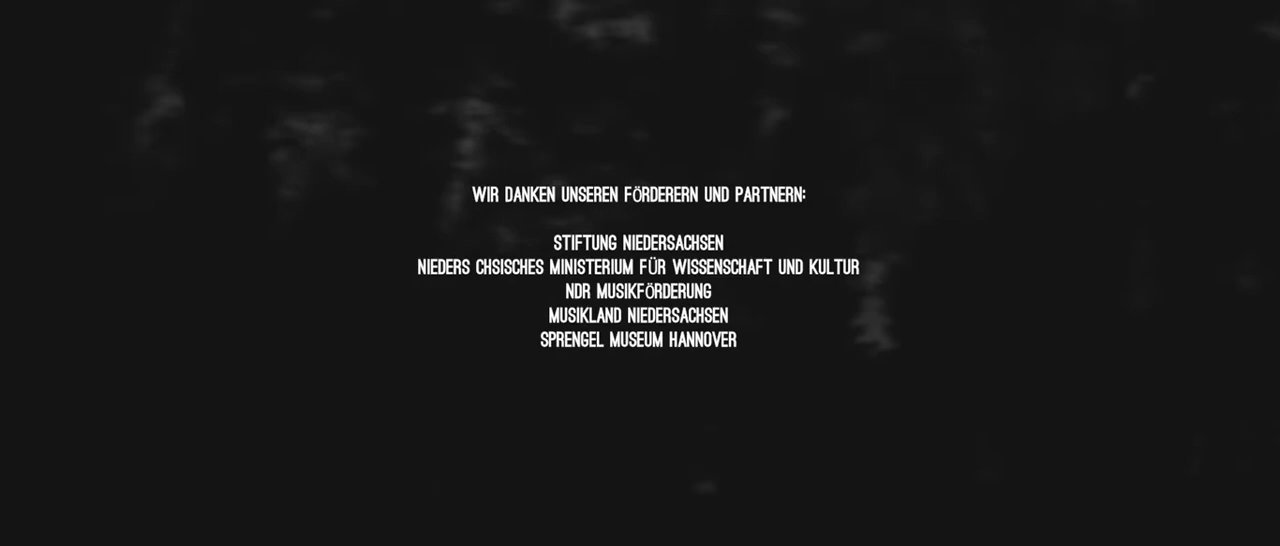 WIR DANKEN UNSEREN FÖRDERERN UND PARTNERN:
STIFTUNG NIEDERSACHSEN
NIEDERS CHSISCHES MINISTERIUM FÜR WISSENSCHAFT UND KULTUR
NDR MUSIKFÖRDERUNG
MUSIKLAND NIEDERSACHSEN
SPRENGEL MUSEUM HANNOVER